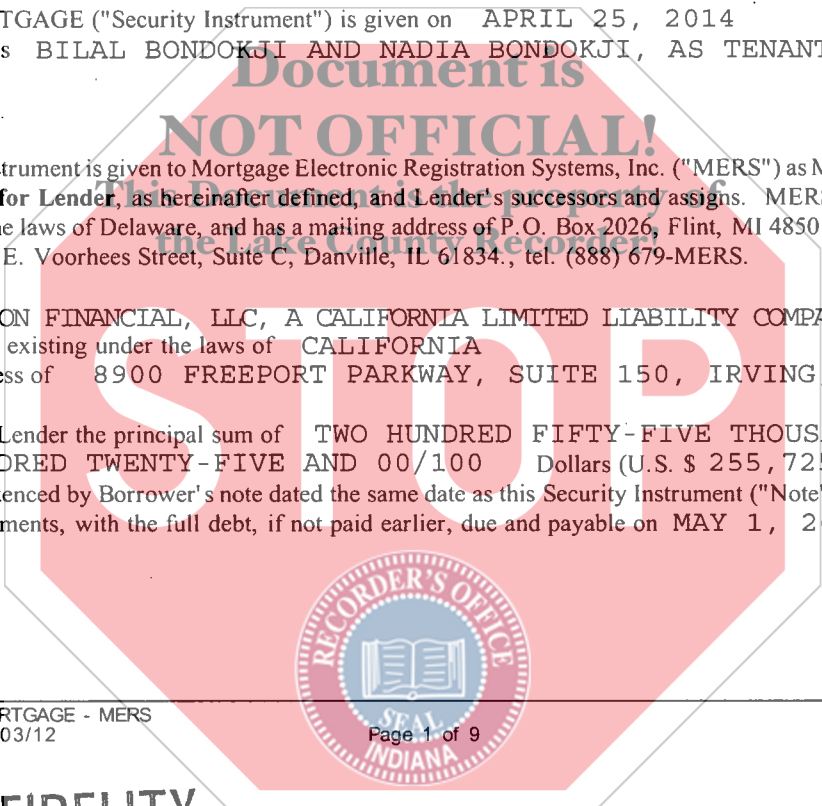 TGAGE ("Security Instrument") is given on APRIL 25, 2014
s BILAL BONDOKJI AND NADIA BONDOKJI, AS TENANT
Document is
NOT OFFICIAL!
trument is given to Mortgage Electronic Registration Systems, Inc. ("MERS") as M
This Document is the property of
for Lender, as hereinafter defined, and Lender's successors and assigns. MERS
e laws of Delaware, and has a mailing address of P.O. Box 2026, Flint, MI 4850
the Lake County Recorder!
E. Voorhees Street, Suite C, Danville, IL 61834., tel. (888) 679-MERS.
ON FINANCIAL, LLC, A CALIFORNIA LIMITED LIABILITY COMPA
existing under the laws of CALIFORNIA
ess of 8900 FREEPORT PARKWAY, SUITE 150, IRVING,
STOP
Lender the principal sum of TWO HUNDRED FIFTY-FIVE THOUSA
DRED TWENTY-FIVE AND 00/100 Dollars (U.S. $ 255,725
enced by Borrower's note dated the same date as this Security Instrument ("Note"
ments, with the full debt, if not paid earlier, due and payable on MAY 1, 2
RECORDER'S OFFICE
SEAL
INDIANA
RTGAGE - MERS
03/12 Page 1 of 9
FIDELITY